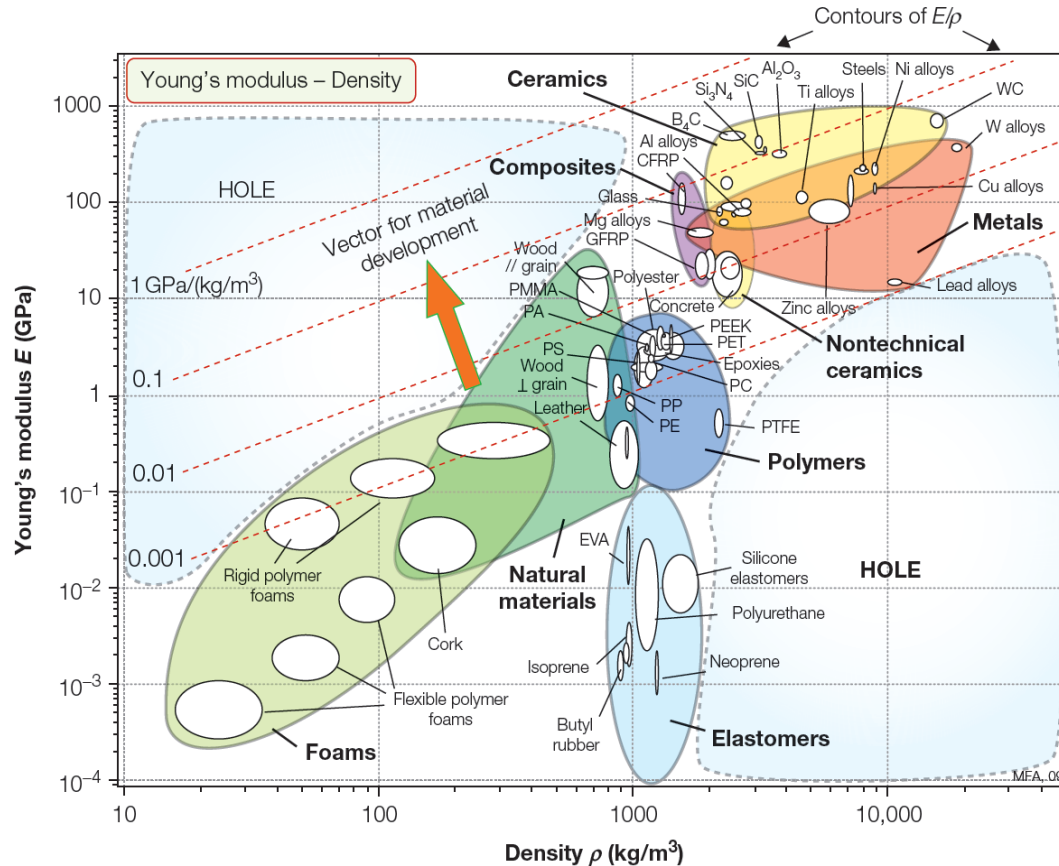 Contours of E/ρ
Young's modulus – Density
Ceramics
Si₃N₄
SiC
Al₂O₃
Steels
Ni alloys
Ti alloys
WC
W alloys
B₄C
Al alloys
CFRP
Composites
Glass
Mg alloys
GFRP
Cu alloys
Metals
HOLE
Vector for material
development
Wood
// grain
Polyester
PMMA
PA
Concrete
Zinc alloys
Lead alloys
1 GPa/(kg/m³)
PEEK
PET
Epoxies
PC
Nontechnical
ceramics
PS
Wood
⊥ grain
Leather
PP
PE
PTFE
Polymers
0.1
0.01
0.001
Rigid polymer
foams
Natural
materials
Cork
EVA
Silicone
elastomers
Polyurethane
HOLE
Isoprene
Neoprene
Butyl
rubber
Flexible polymer
foams
Foams
Elastomers
MFA, 09
Young's modulus E (GPa)
1000
100
10
1
10⁻¹
10⁻²
10⁻³
10⁻⁴
10
100
1000
10,000
Density ρ (kg/m³)